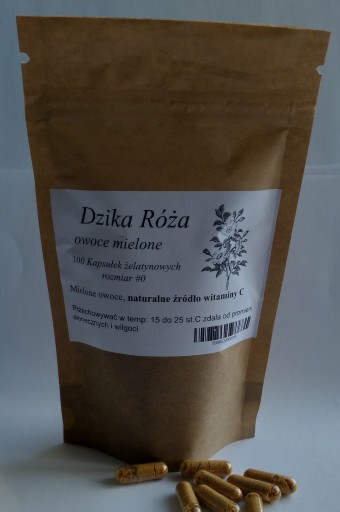 Dzika Róża
owoce mielone
100 Kapsułek żelatynowych
rozmiar #0
Mielone owoce, naturalne źródło witaminy C
Przechowywać w temp: 15 do 25 st.C zdala od promieni
słonecznych i wilgoci